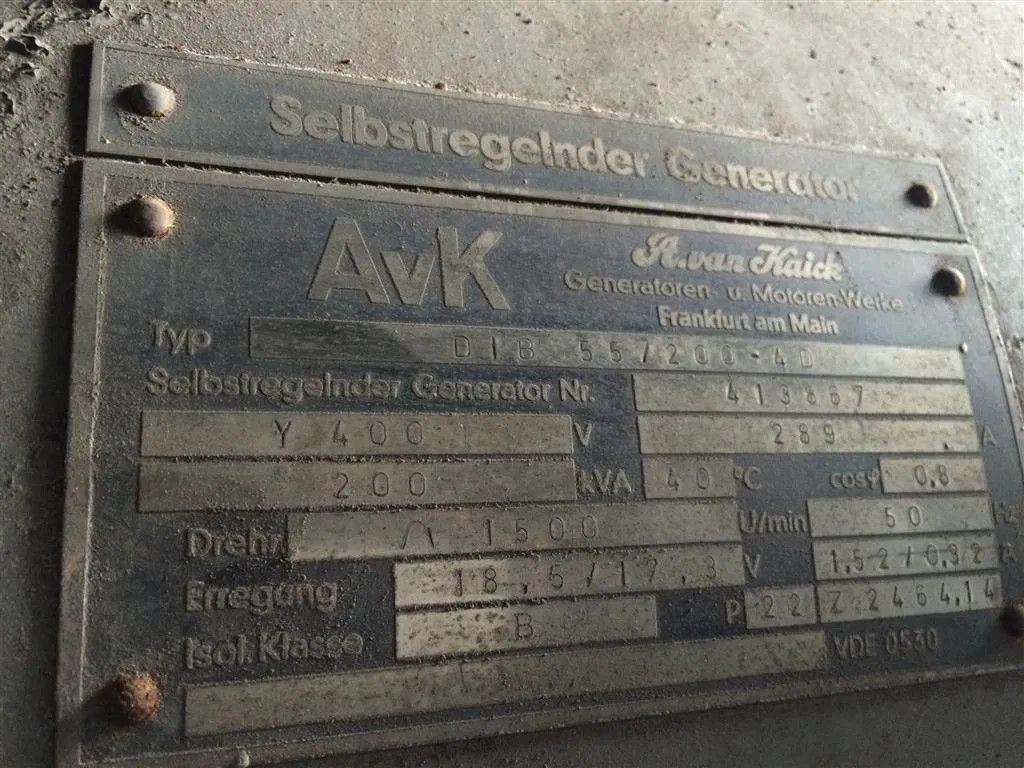 Selbstregelnder Generator
AvK A. van Kaick
Generatoren- u. Motoren-Werke
Frankfurt am Main
Typ DIB 55/200-4D
Selbstregelnder Generator Nr. 413867
Y 400 V 289 A
200 kVA 40 °C cosφ 0,8
Drehr. 1500 U/min 50 Hz
Erregung 18,5/17,3 V 1,52/0,32 A
Isol. Klasse B P 22 Z 2464,14
VDE 0530